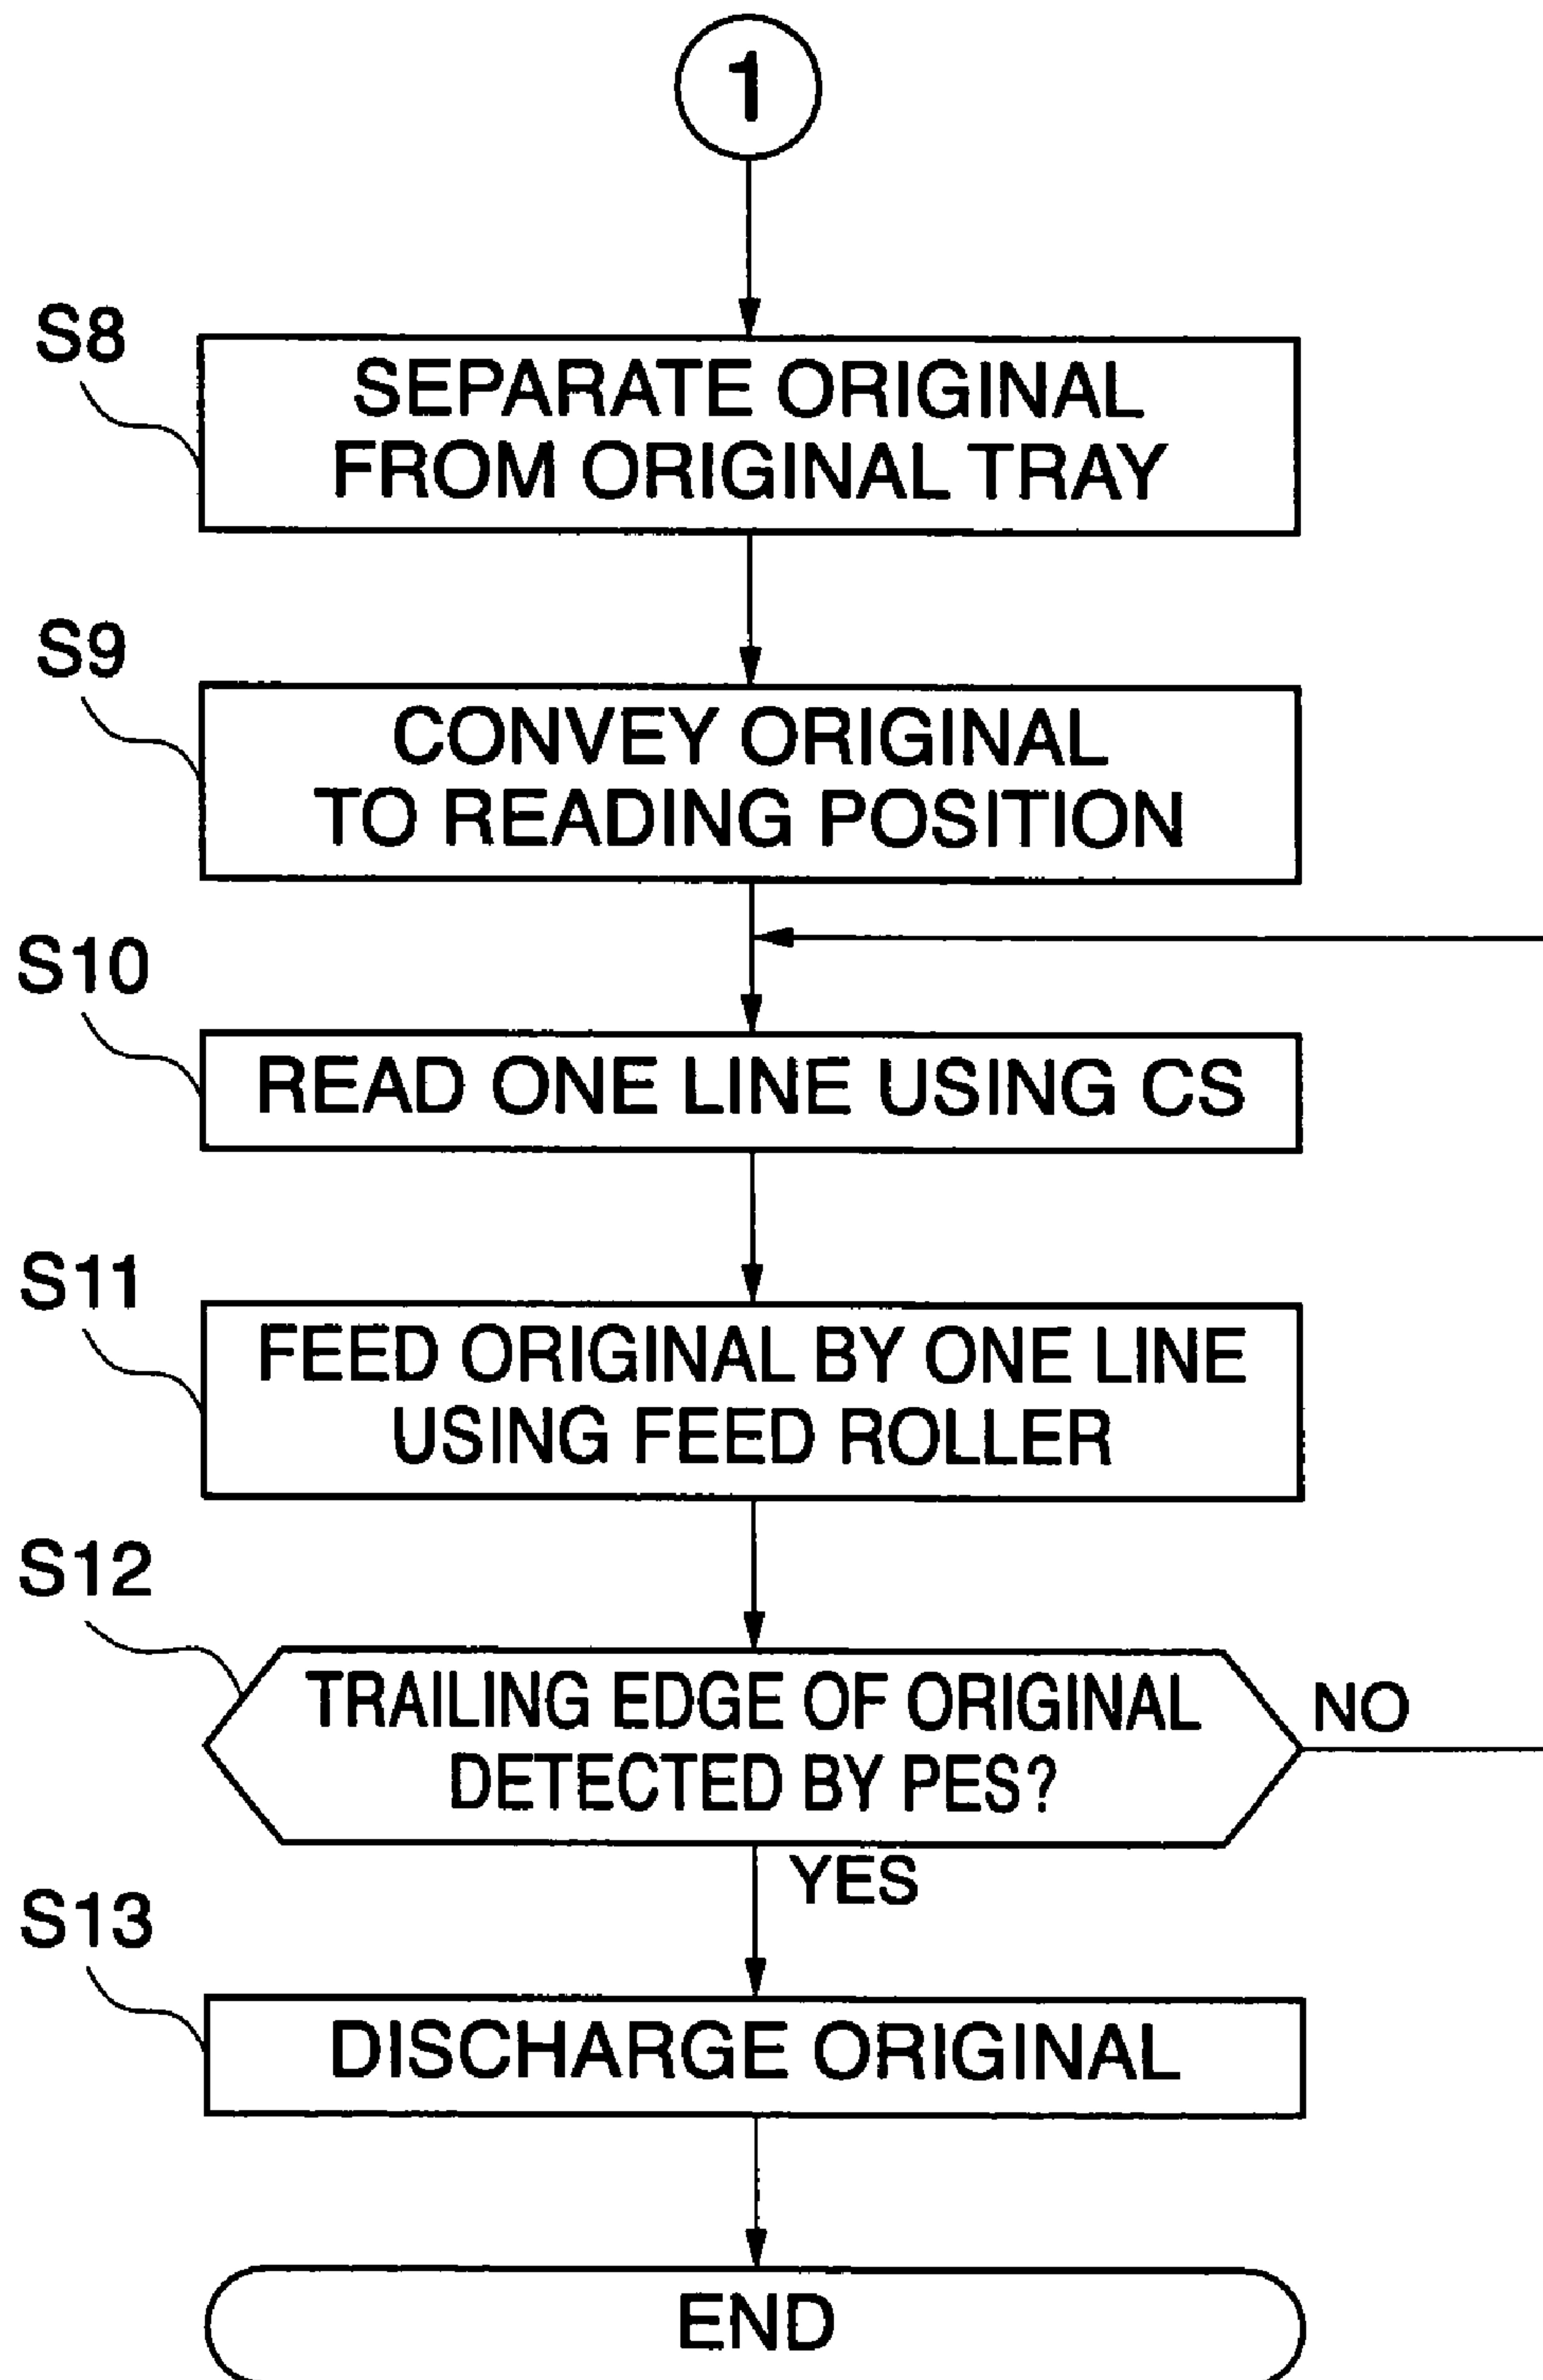 1
S8
SEPARATE ORIGINAL
FROM ORIGINAL TRAY
S9
CONVEY ORIGINAL
TO READING POSITION
S10
READ ONE LINE USING CS
S11
FEED ORIGINAL BY ONE LINE
USING FEED ROLLER
S12
TRAILING EDGE OF ORIGINAL
DETECTED BY PES?
NO
YES
S13
DISCHARGE ORIGINAL
END